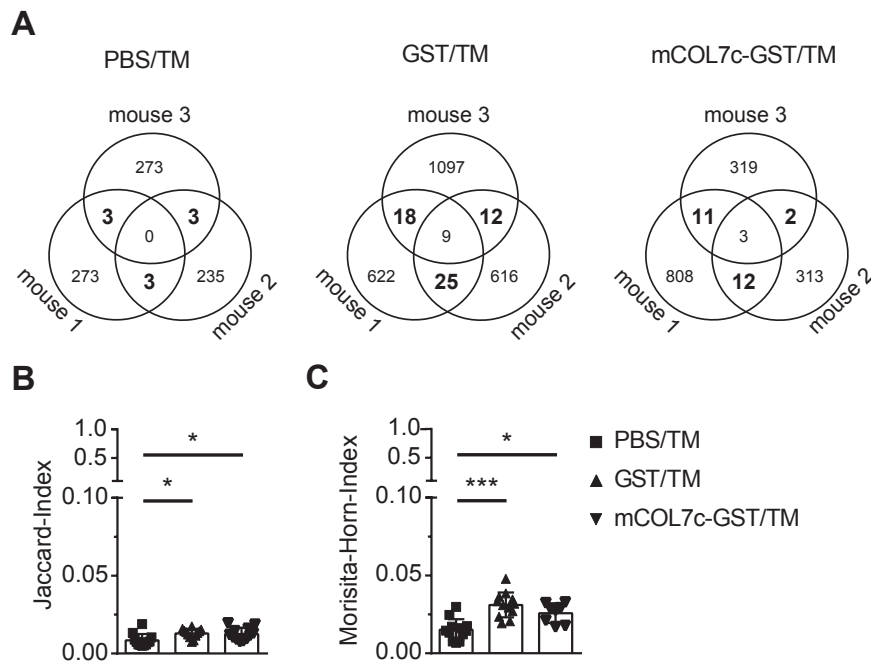 A
PBS/TM
GST/TM
mCOL7c-GST/TM
mouse 3
mouse 3
mouse 3
273
1097
319
3
3
18
12
11
2
0
9
3
273
3
235
622
25
616
808
12
313
mouse 1
mouse 2
mouse 1
mouse 2
mouse 1
mouse 2
B
C
Jaccard-Index
1.0
0.5
0.10
0.05
0.00
*
*
Morisita-Horn-Index
1.0
0.5
0.10
0.05
0.00
*
***
PBS/TM
GST/TM
mCOL7c-GST/TM